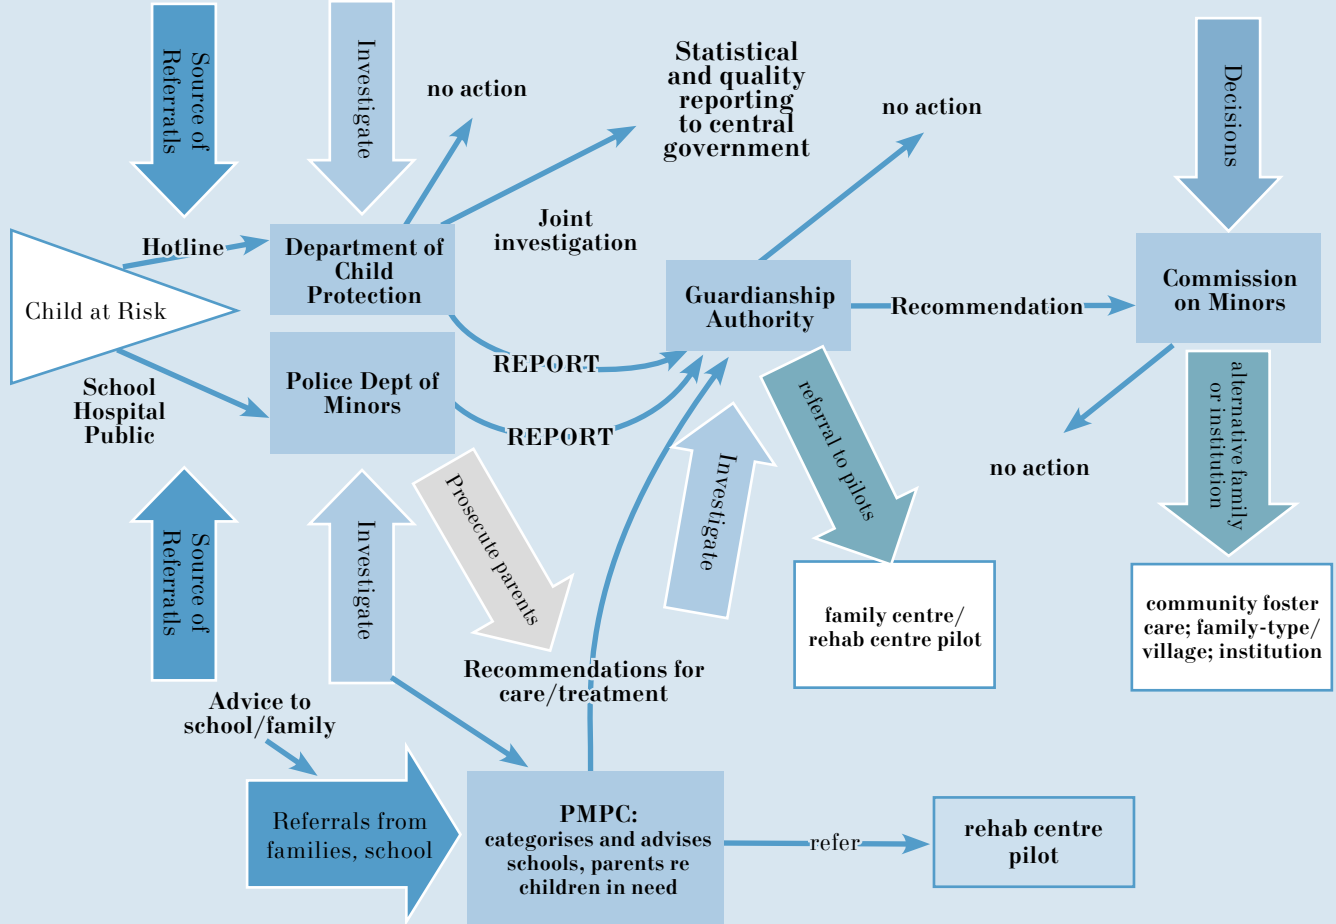 Source of
Referratls
Investigate
no action
Statistical
and quality
reporting
to central
government
no action
Decisions
Hotline
Department of
Child
Protection
Joint
investigation
Child at Risk
Guardianship
Authority
Recommendation
Commission
on Minors
School
Hospital
Public
Police Dept of
Minors
REPORT
REPORT
referral to pilots
alternative family
or institution
no action
Source of
Referratls
Investigate
Prosecute parents
Investigate
family centre/
rehab centre pilot
community foster
care; family-type/
village; institution
Recommendations for
care/treatment
Advice to
school/family
Referrals from
families, school
PMPC:
categorises and advises
schools, parents re
children in need
refer
rehab centre
pilot